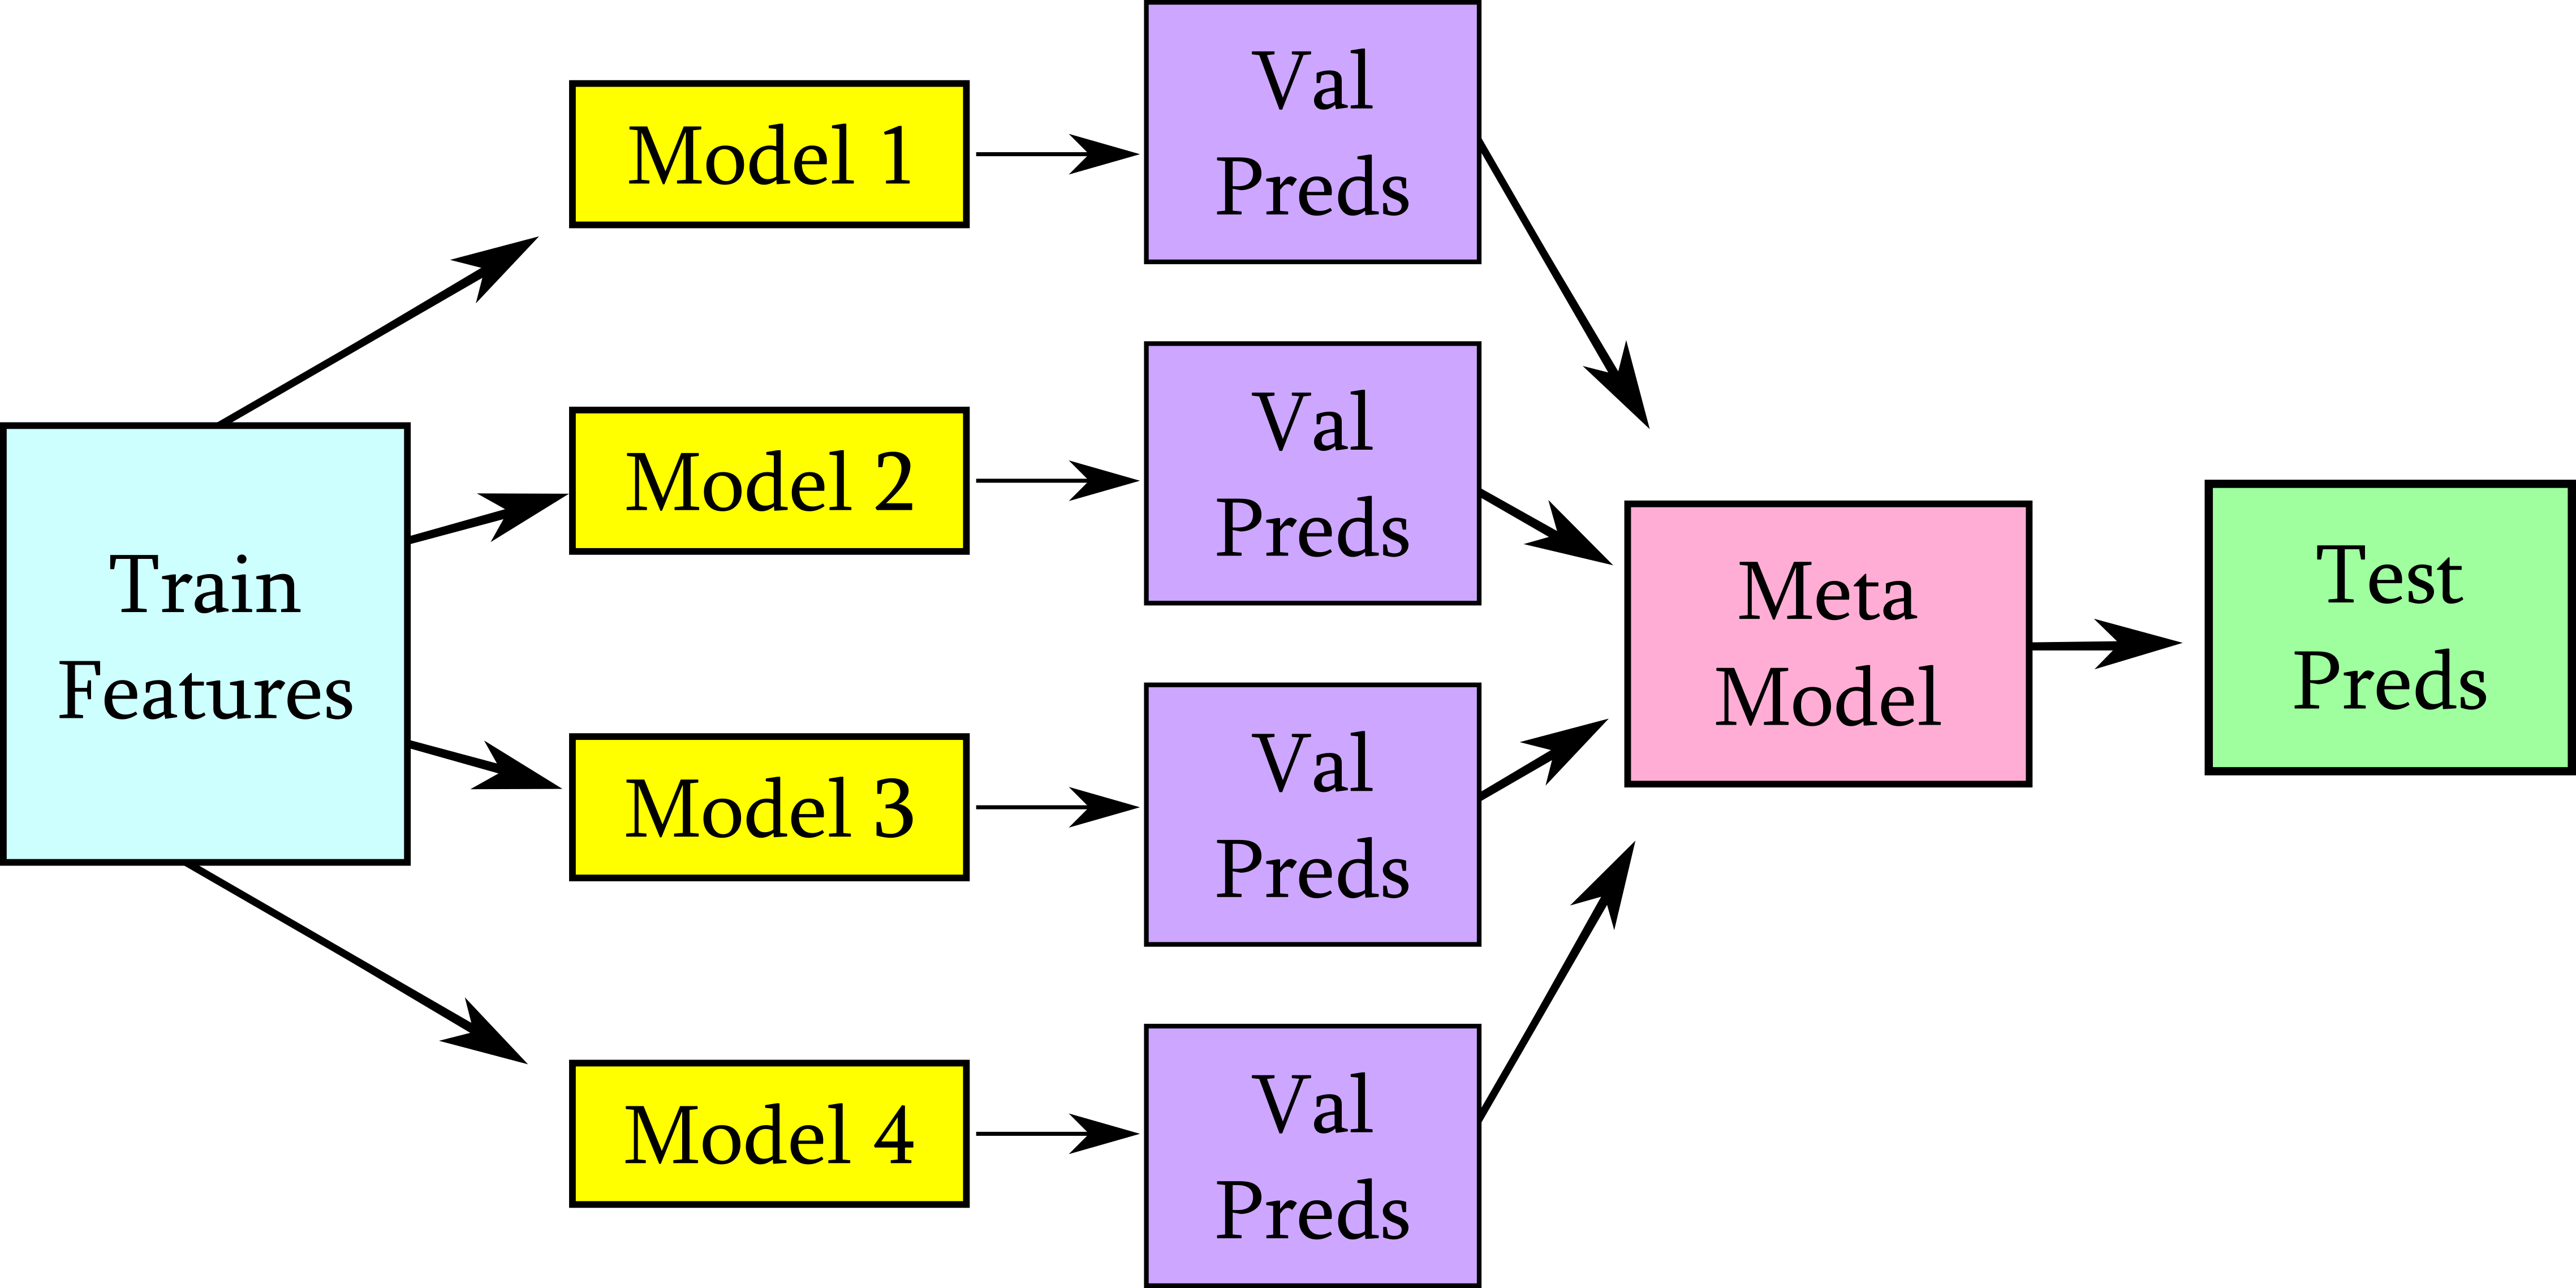 Train
Features
Model 1
Model 2
Model 3
Model 4
Val
Preds
Val
Preds
Val
Preds
Val
Preds
Meta
Model
Test
Preds